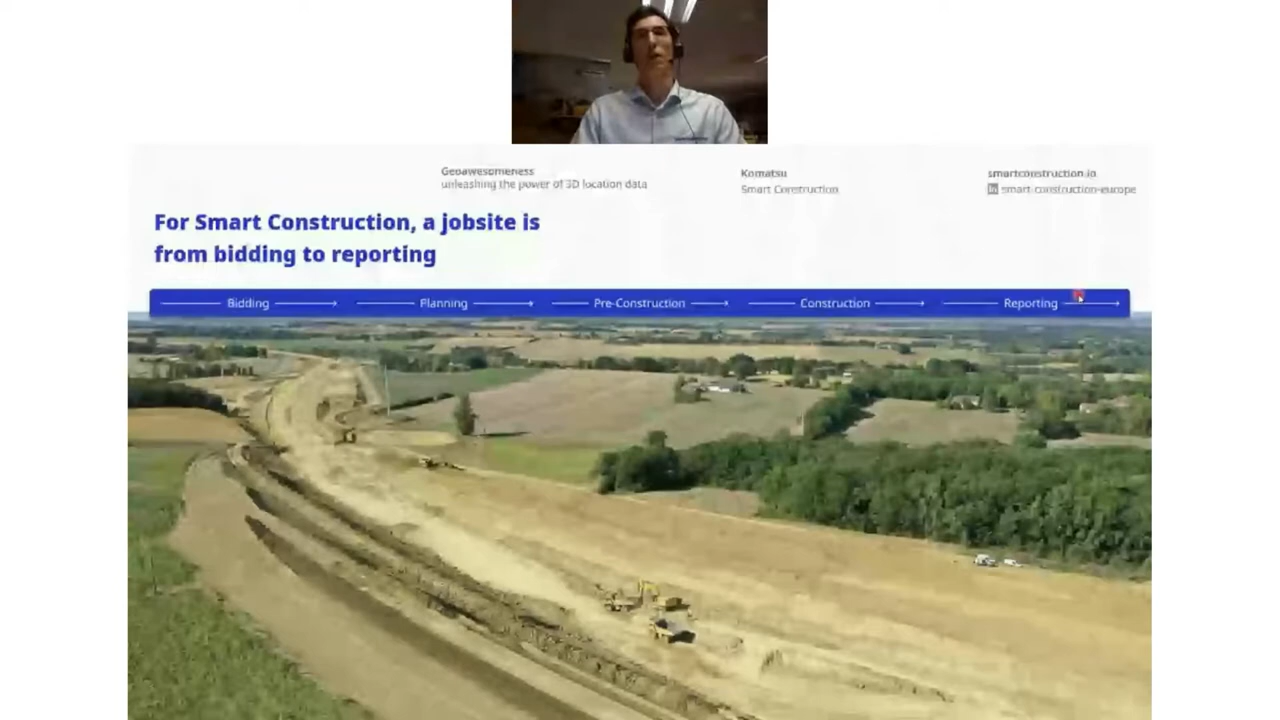 Geoawesomeness
unleashing the power of 3D location data
Komatsu
Smart Construction
smartconstruction.io
in smart-construction-europe
For Smart Construction, a jobsite is
from bidding to reporting
Bidding
Planning
Pre-Construction
Construction
Reporting